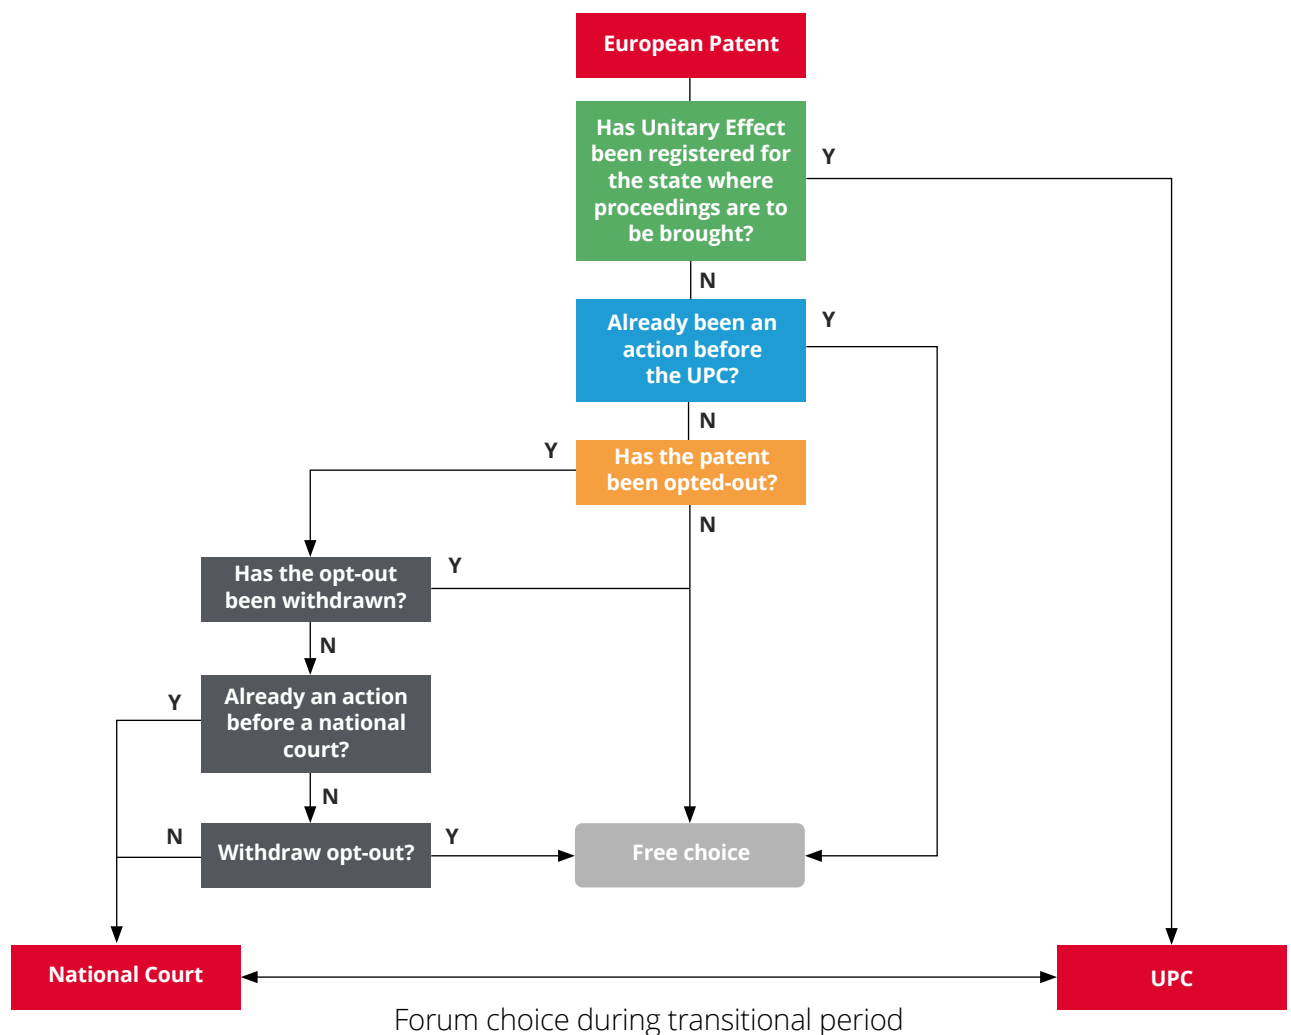 European Patent
Has Unitary Effect
been registered for
the state where
proceedings are to
be brought?
Y
N
Already been an
action before
the UPC?
Y
N
Has the patent
been opted-out?
Y
N
Has the opt-out
been withdrawn?
Y
N
Already an action
before a national
court?
Y
N
Withdraw opt-out?
N
Y
Free choice
National Court
UPC
Forum choice during transitional period